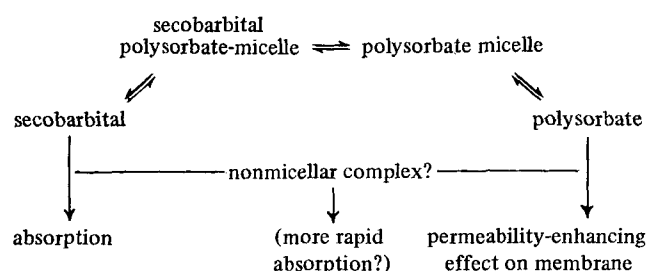 secobarbital
polysorbate-micelle ⇌ polysorbate micelle
secobarbital polysorbate
nonmicellar complex?
absorption (more rapid permeability-enhancing
absorption?) effect on membrane